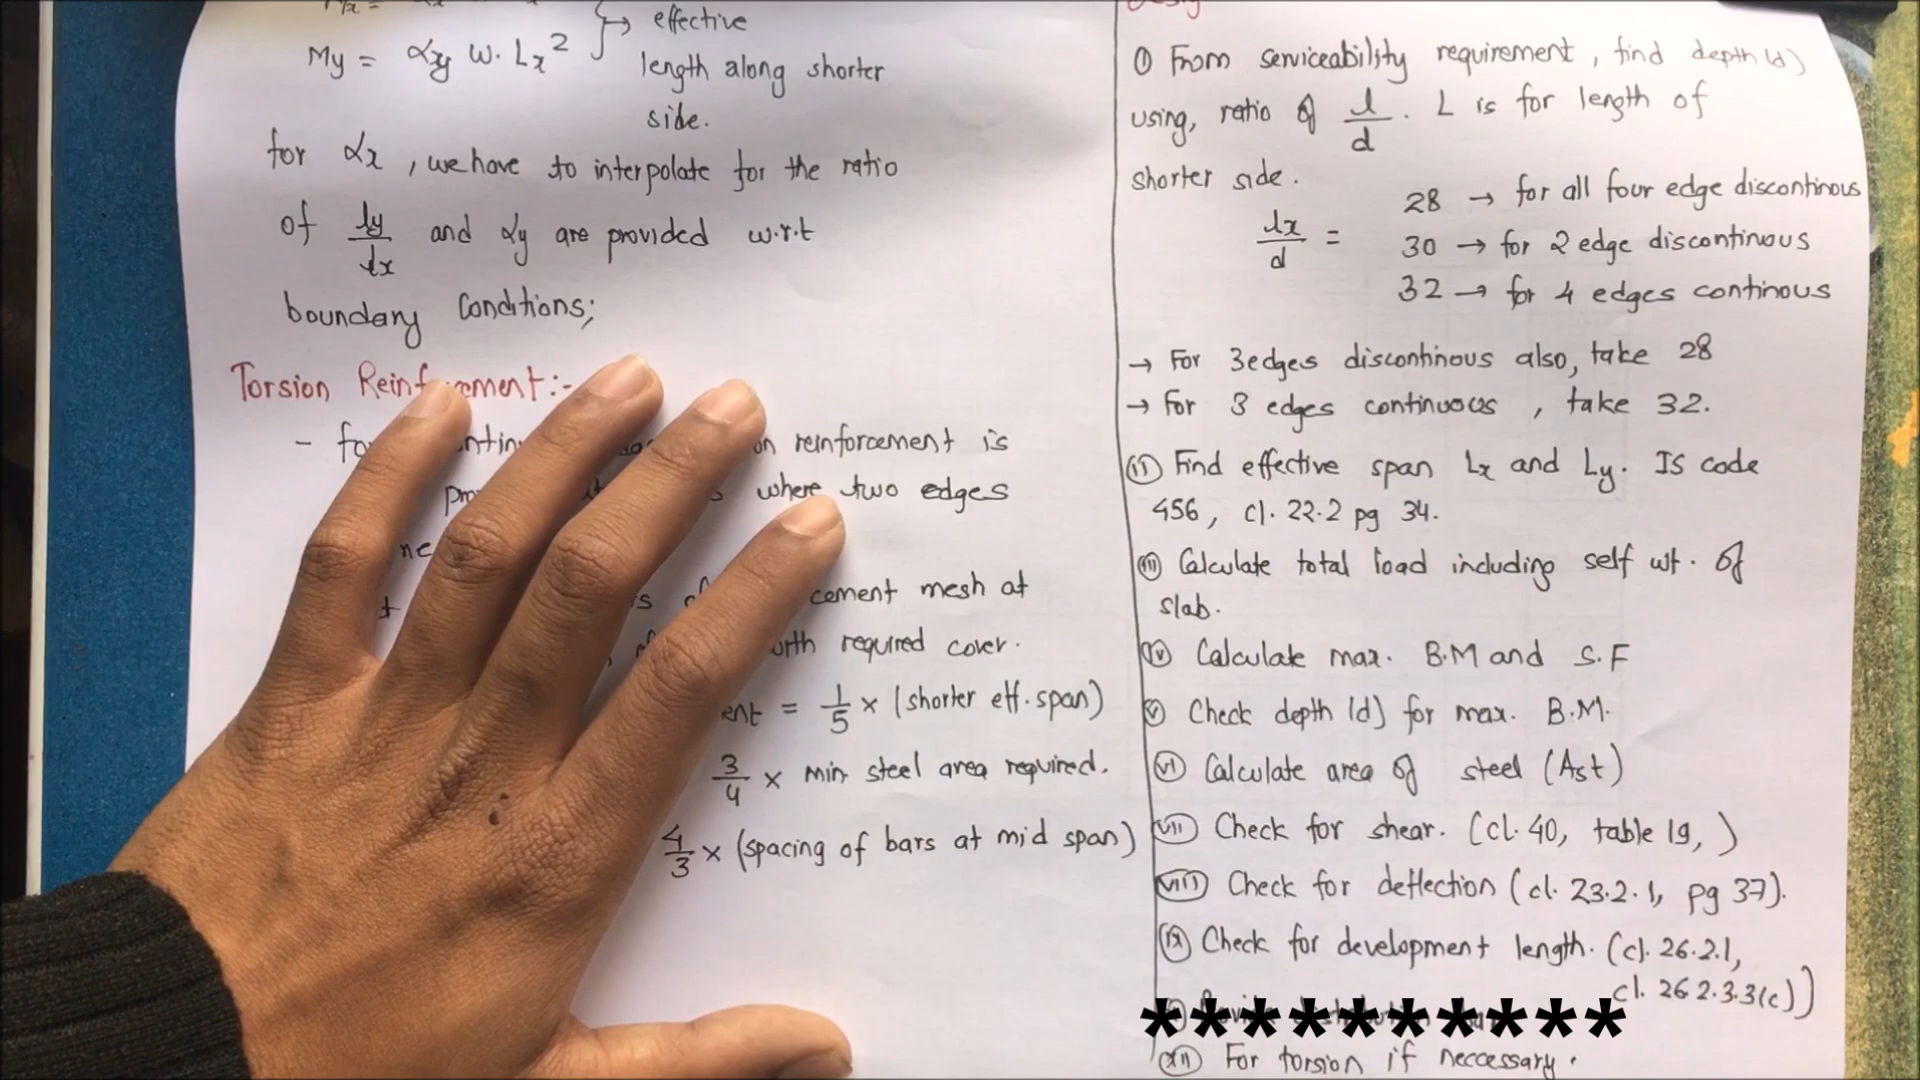 effective
My = αy w. Lx²
length along shorter
side.
for αx , we have to interpolate for the ratio
of ly/lx and αy are provided w.r.t
boundary Conditions;
Torsion :-
reinforcement is
where two edges
mesh at
required cover.
= 1/5 × (shorter eff. span)
3/4 × min steel area required.
4/3 × (spacing of bars at mid span)
(i) From serviceability requirement , find depth (d)
using, ratio of l/d . L is for length of
shorter side.
lx/d =
28 → for all four edge discontinous
30 → for 2 edge discontinous
32 → for 4 edges continous
→ For 3 edges discontinous also, take 28
→ For 3 edges continuous , take 32.
(ii) Find effective span Lx and Ly. IS code
456, cl. 22.2 pg 34.
(iii) Calculate total load including self wt. of
slab.
(iv) Calculate max. B.M and S.F
(v) Check depth (d) for max. B.M.
(vi) Calculate area of steel (Ast)
(vii) Check for shear. (cl. 40, table 19, )
(viii) Check for deflection (cl. 23.2.1, pg 37).
(ix) Check for development length. (cl. 26.2.1,
cl. 26 2.3.3(c))
**********
(xi) For torsion if neccessary.